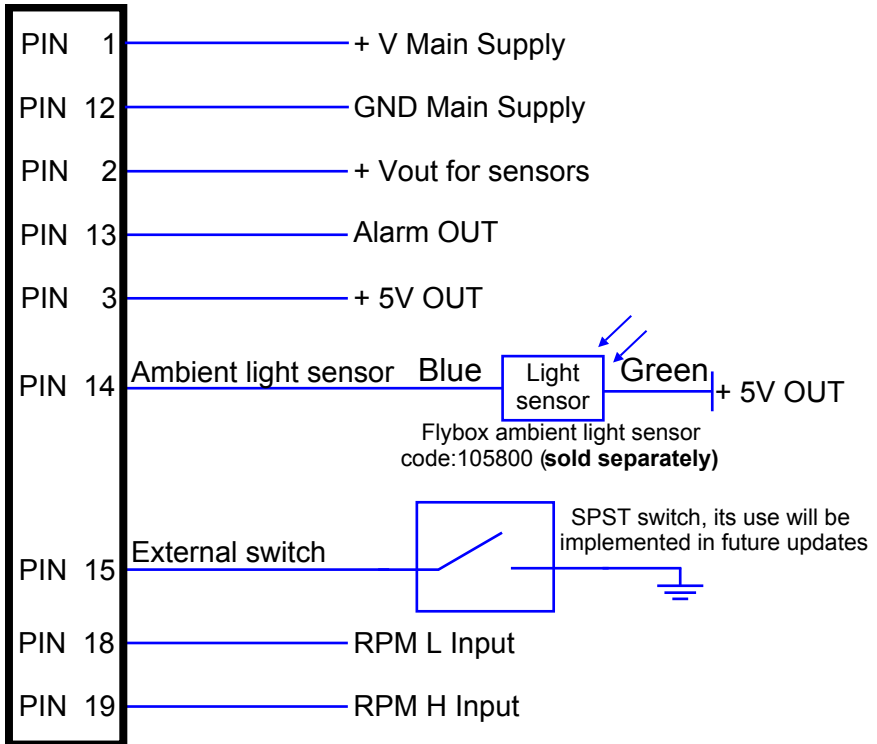 PIN 1 + V Main Supply
PIN 12 GND Main Supply
PIN 2 + Vout for sensors
PIN 13 Alarm OUT
PIN 3 + 5V OUT
PIN 14 Ambient light sensor Blue Light sensor Green + 5V OUT
Flybox ambient light sensor
code:105800 (sold separately)
PIN 15 External switch
SPST switch, its use will be
implemented in future updates
PIN 18 RPM L Input
PIN 19 RPM H Input